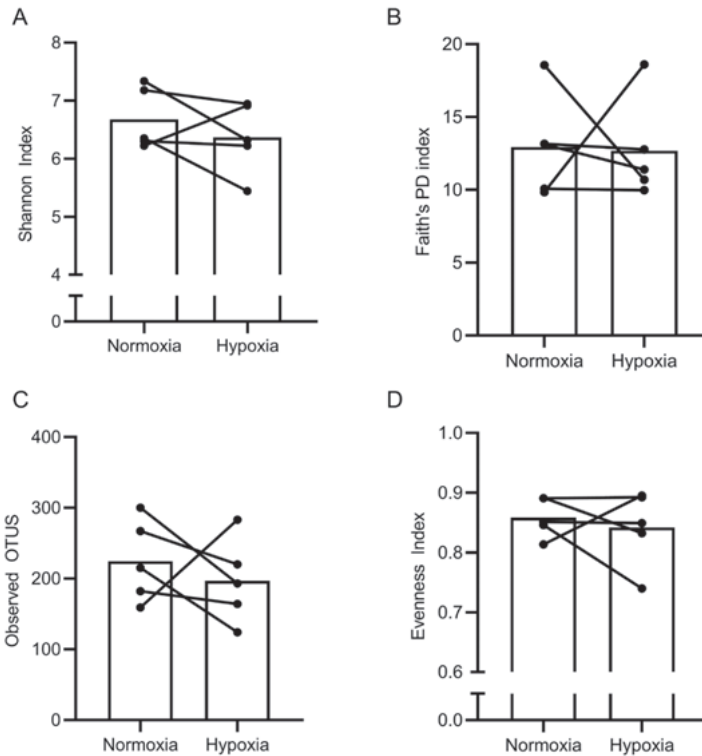 A
8
7
6
5
4
0
Shannon Index
Normoxia Hypoxia
B
20
15
10
5
0
Faith's PD index
Normoxia Hypoxia
C
400
300
200
100
0
Observed OTUS
Normoxia Hypoxia
D
1.0
0.9
0.8
0.7
0.6
0.0
Evenness Index
Normoxia Hypoxia